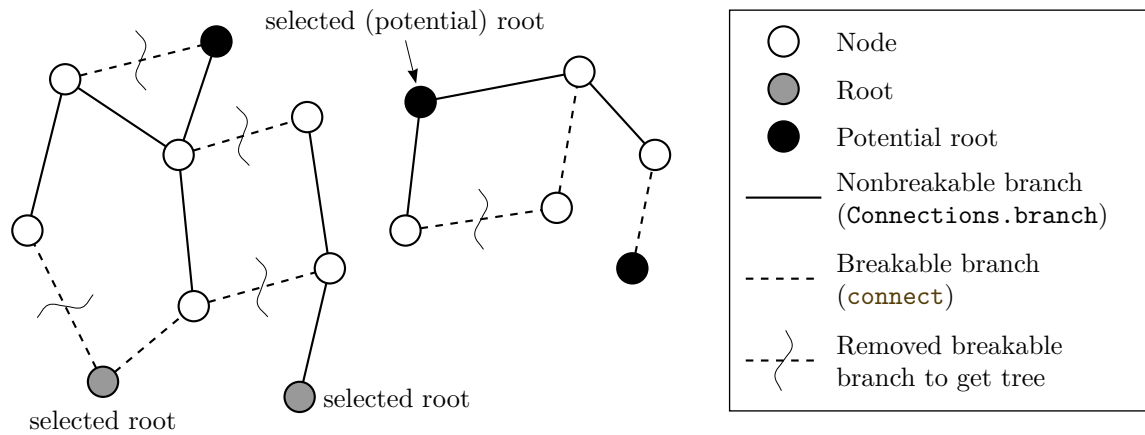 selected (potential) root
selected root
selected root
Node
Root
Potential root
Nonbreakable branch
(Connections.branch)
Breakable branch
(connect)
Removed breakable
branch to get tree